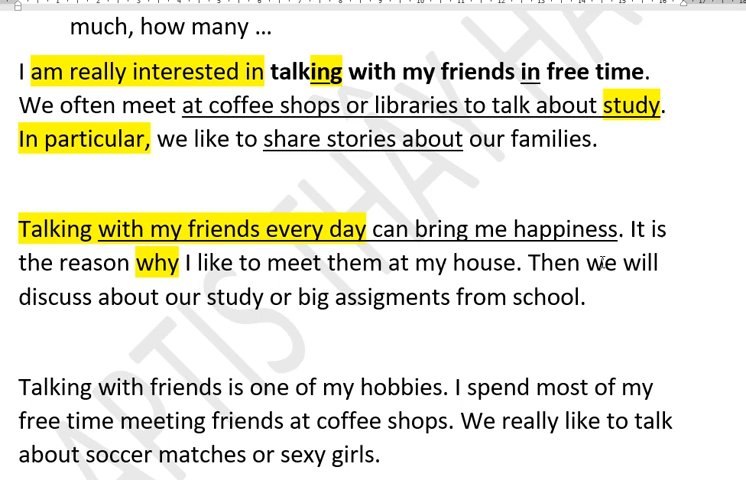 much, how many ...
I am really interested in talking with my friends in free time.
We often meet at coffee shops or libraries to talk about study.
In particular, we like to share stories about our families.
Talking with my friends every day can bring me happiness. It is
the reason why I like to meet them at my house. Then we will
discuss about our study or big assigments from school.
Talking with friends is one of my hobbies. I spend most of my
free time meeting friends at coffee shops. We really like to talk
about soccer matches or sexy girls.
APTIS THẦY HÀ